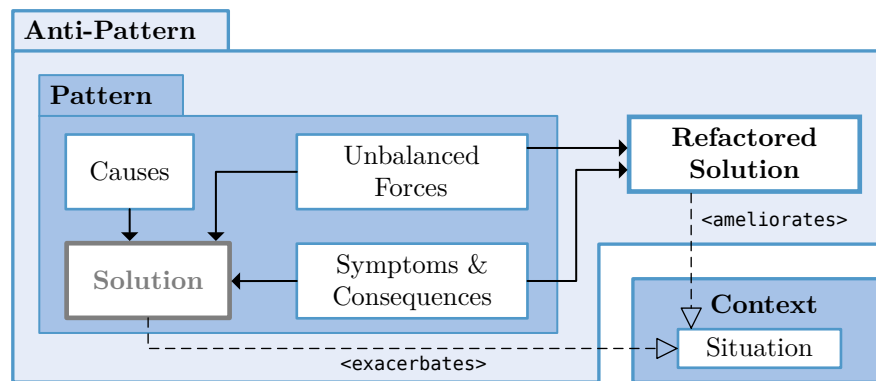 Anti-Pattern
Pattern
Causes
Unbalanced
Forces
Refactored
Solution
<ameliorates>
Solution
Symptoms &
Consequences
Context
Situation
<exacerbates>